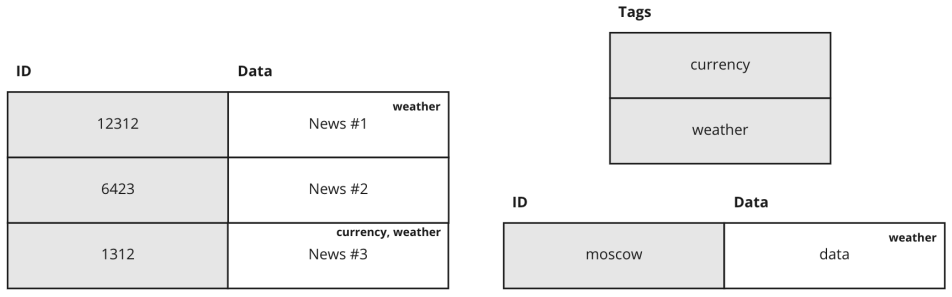 Tags
currency
weather
ID Data
12312 News #1 weather
6423 News #2
1312 News #3 currency, weather
ID Data
moscow data weather